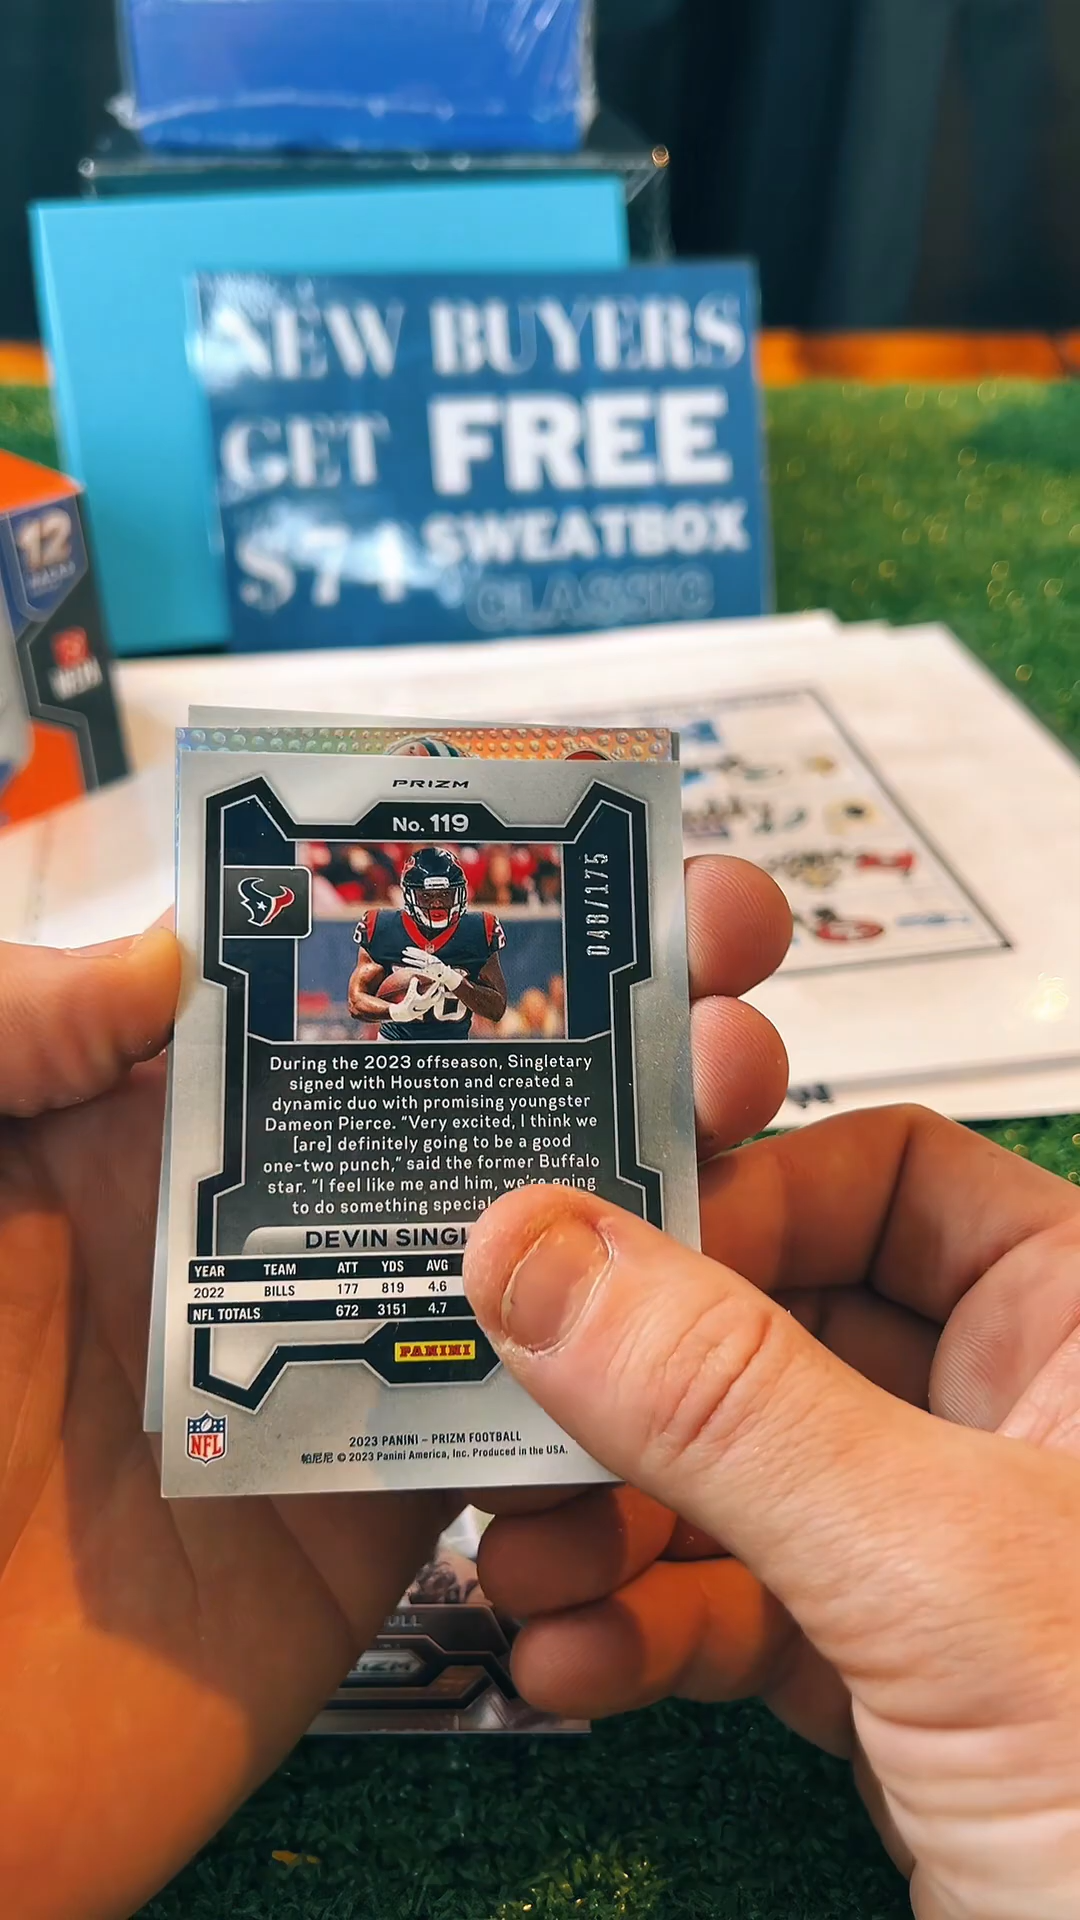 NEW BUYERS
GET FREE
SWEATBOX
CLASSIC
12
PRIZM
No. 119
048/175
During the 2023 offseason, Singletary
signed with Houston and created a
dynamic duo with promising youngster
Dameon Pierce. “Very excited, I think we
[are] definitely going to be a good
one-two punch,” said the former Buffalo
star. “I feel like me and him, we're going
to do something special
DEVIN SINGL
YEAR TEAM ATT YDS AVG
2022 BILLS 177 819 4.6
NFL TOTALS 672 3151 4.7
PANINI
NFL
2023 PANINI – PRIZM FOOTBALL
帕尼尼 © 2023 Panini America, Inc. Produced in the USA.